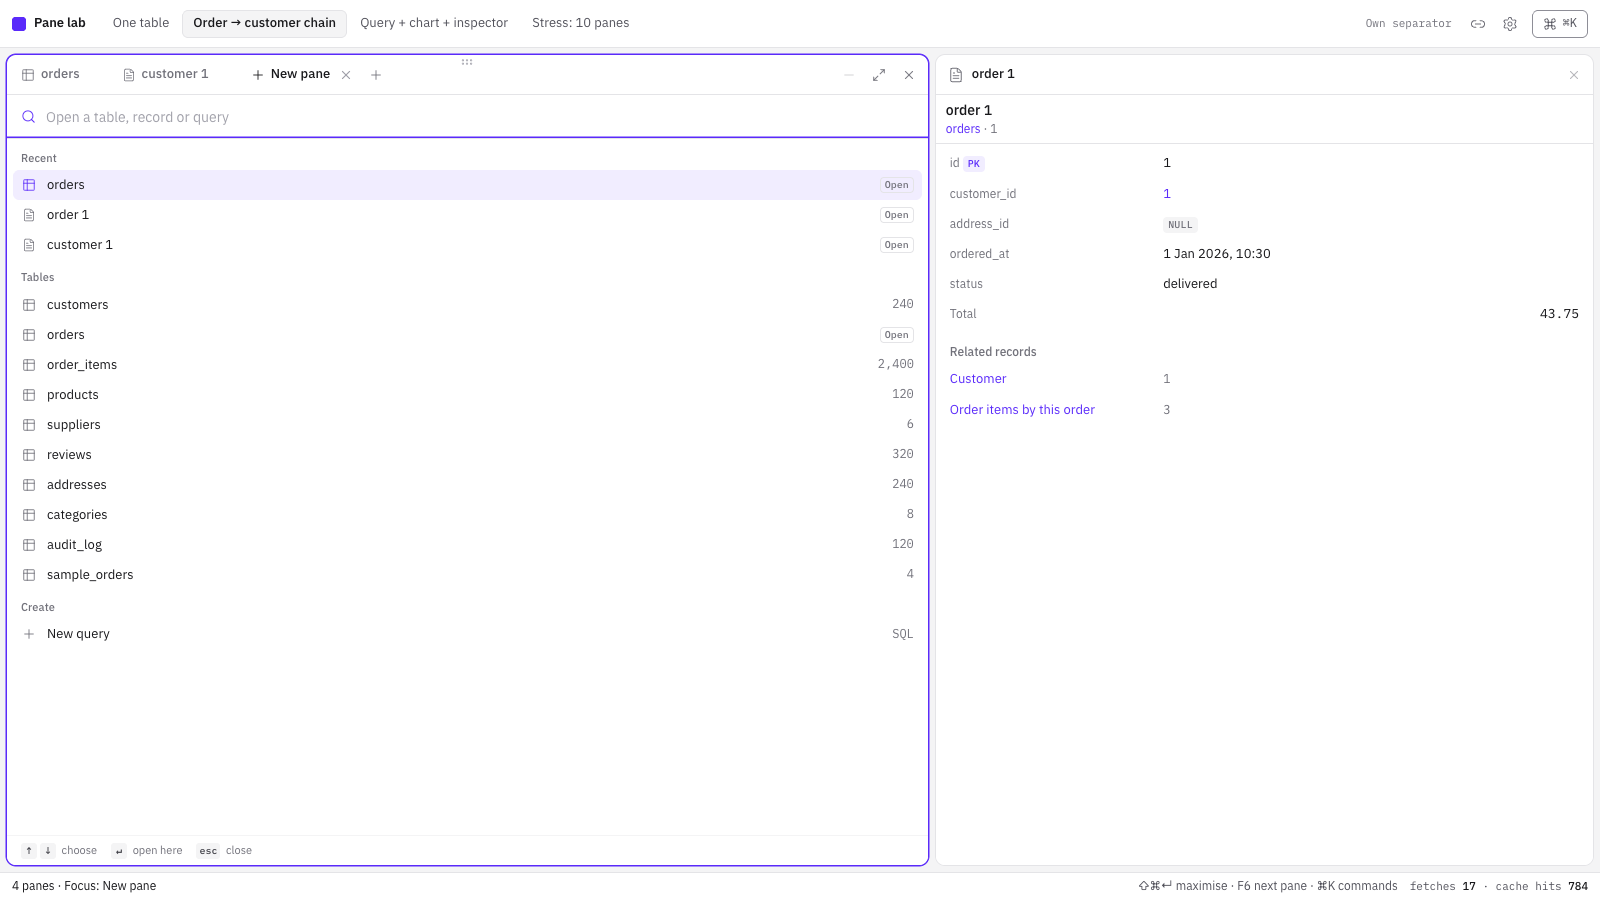 Pane lab One table Order → customer chain Query + chart + inspector Stress: 10 panes Own separator ⌘ ⌘K
orders customer 1 New pane
Open a table, record or query
Recent
orders Open
order 1 Open
customer 1 Open
Tables
customers 240
orders Open
order_items 2,400
products 120
suppliers 6
reviews 320
addresses 240
categories 8
audit_log 120
sample_orders 4
Create
New query SQL
↑ ↓ choose ↵ open here esc close
order 1
order 1
orders · 1
id PK 1
customer_id 1
address_id NULL
ordered_at 1 Jan 2026, 10:30
status delivered
Total 43.75
Related records
Customer 1
Order items by this order 3
4 panes · Focus: New pane ⇧⌘↵ maximise · F6 next pane · ⌘K commands fetches 17 · cache hits 784